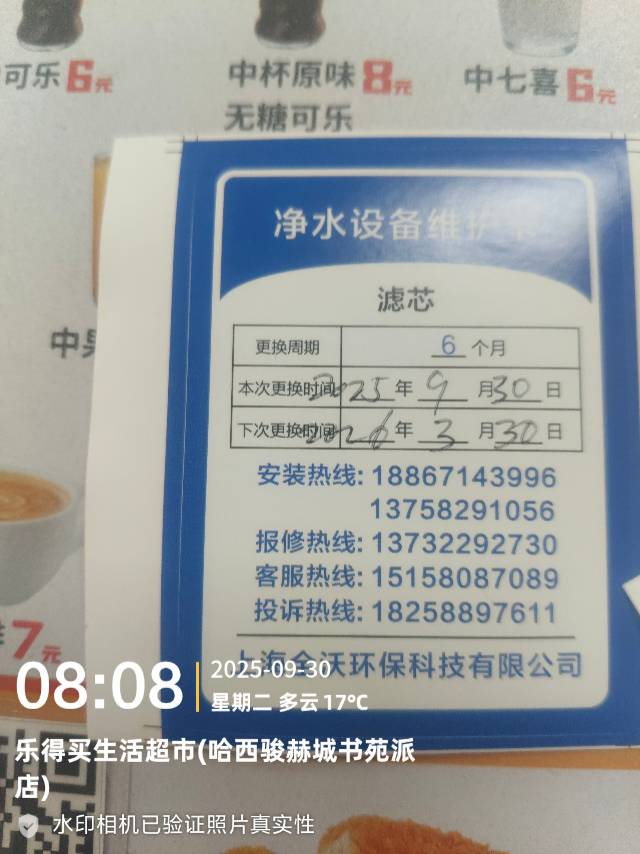 可乐6元
中杯原味8元
无糖可乐
中七喜6元
净水设备维护卡
滤芯
更换周期 6 个月
本次更换时间 2025 年 9 月 30 日
下次更换时间 2026 年 3 月 30 日
安装热线: 18867143996
13758291056
报修热线: 13732292730
客服热线: 15158087089
投诉热线: 18258897611
上海全沃环保科技有限公司
中果
7元
08:08
2025-09-30
星期二 多云 17℃
乐得买生活超市(哈西骏赫城书苑派
店)
水印相机已验证照片真实性